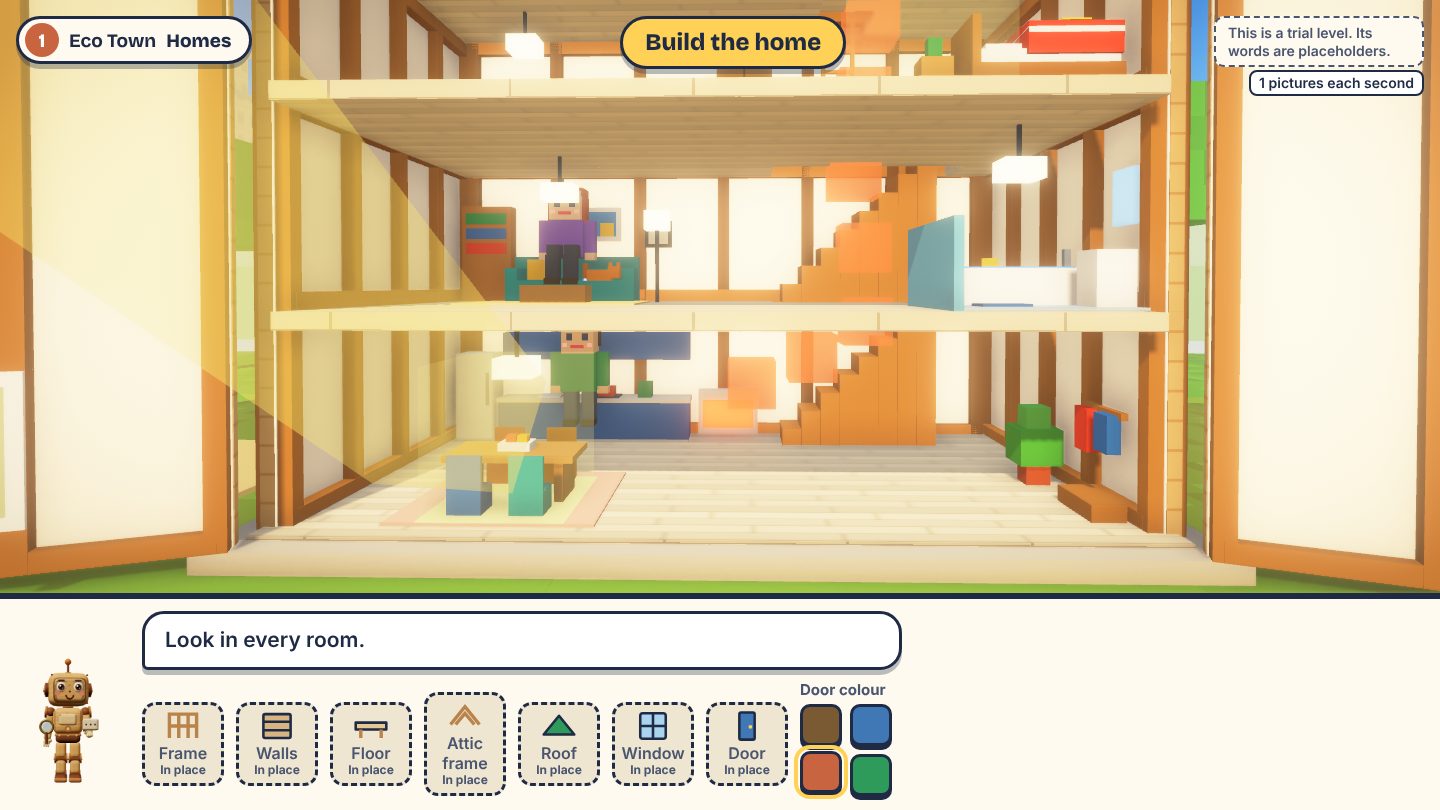 1 Eco Town Homes
Build the home
This is a trial level. Its
words are placeholders.
1 pictures each second
Look in every room.
Door colour
Frame
In place
Walls
In place
Floor
In place
Attic
frame
In place
Roof
In place
Window
In place
Door
In place